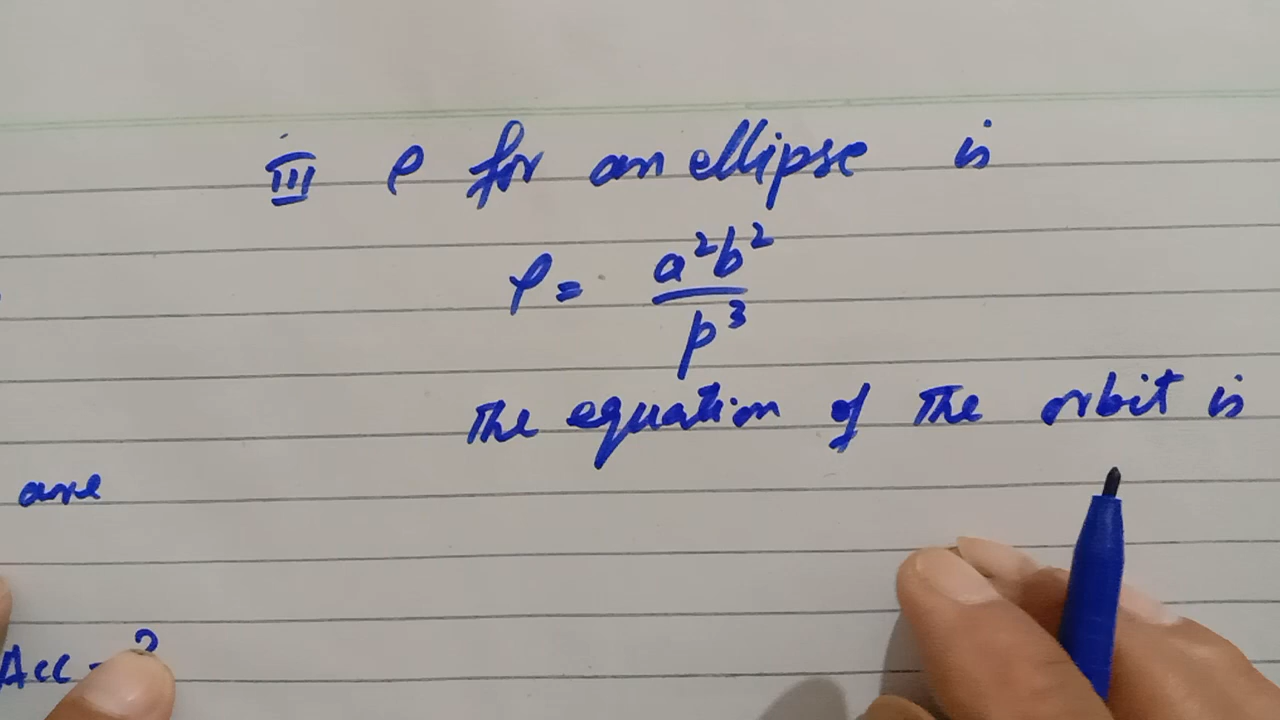 III ρ for an ellipse is
ρ = a²b² / p³
The equation of the orbit is
are
Acc - ?